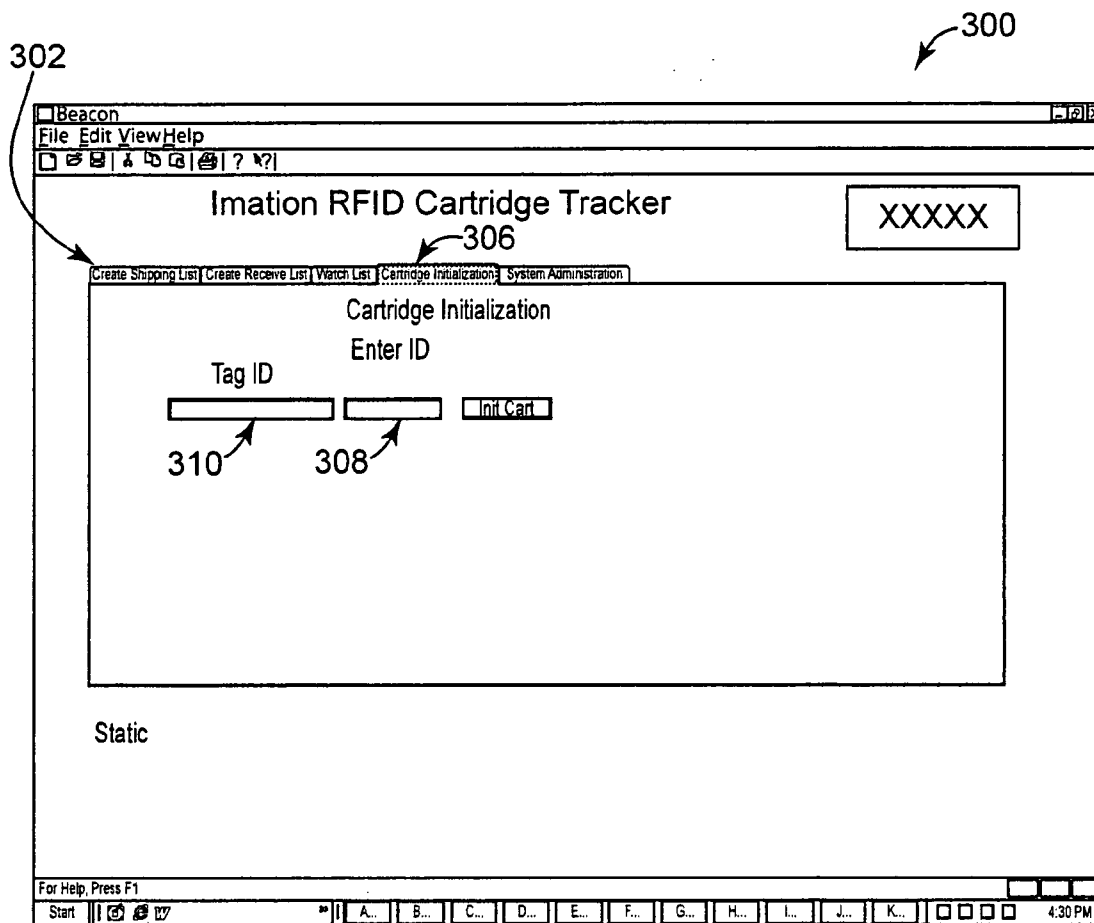 300
302
Beacon
File Edit View Help
? ?
Imation RFID Cartridge Tracker
XXXXX
306
Create Shipping List Create Receive List Watch List Cartridge Initialization System Administration
Cartridge Initialization
Enter ID
Tag ID
Init Cart
310 308
Static
For Help, Press F1
Start A... B... C... D... E... F... G... H... I... J... K... 4:30 PM